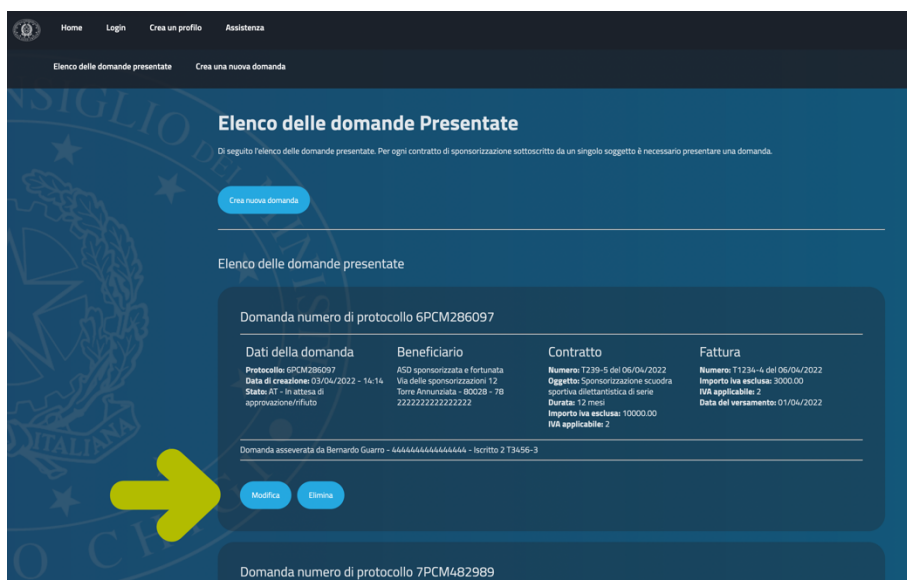 Home Login Crea un profilo Assistenza
Elenco delle domande presentate Crea una nuova domanda
Elenco delle domande Presentate
Di seguito l'elenco delle domande presentate. Per ogni contratto di sponsorizzazione sottoscritto da un singolo soggetto è necessario presentare una domanda.
Crea nuova domanda
Elenco delle domande presentate
Domanda numero di protocollo 6PCM286097
Dati della domanda
Protocollo: 6PCM286097
Data di creazione: 03/04/2022 - 14:14
Stato: AT - In attesa di
approvazione/rifiuto
Beneficiario
ASD sponsorizzata e fortunata
Via delle sponsorizzazioni 12
Torre Annunziata - 80028 - 78
2222222222222222
Contratto
Numero: T239-5 del 06/04/2022
Oggetto: Sponsorizzazione scuodra
sportiva dilettantistica di serie
Durata: 12 mesi
Importo iva esclusa: 10000.00
IVA applicabile: 2
Fattura
Numero: T1234-4 del 06/04/2022
Importo iva esclusa: 3000.00
IVA applicabile: 2
Data del versamento: 01/04/2022
Domanda asseverata da Bernardo Guarro - 4444444444444444 - Iscritto 2 T3456-3
Modifica Elimina
Domanda numero di protocollo 7PCM482989